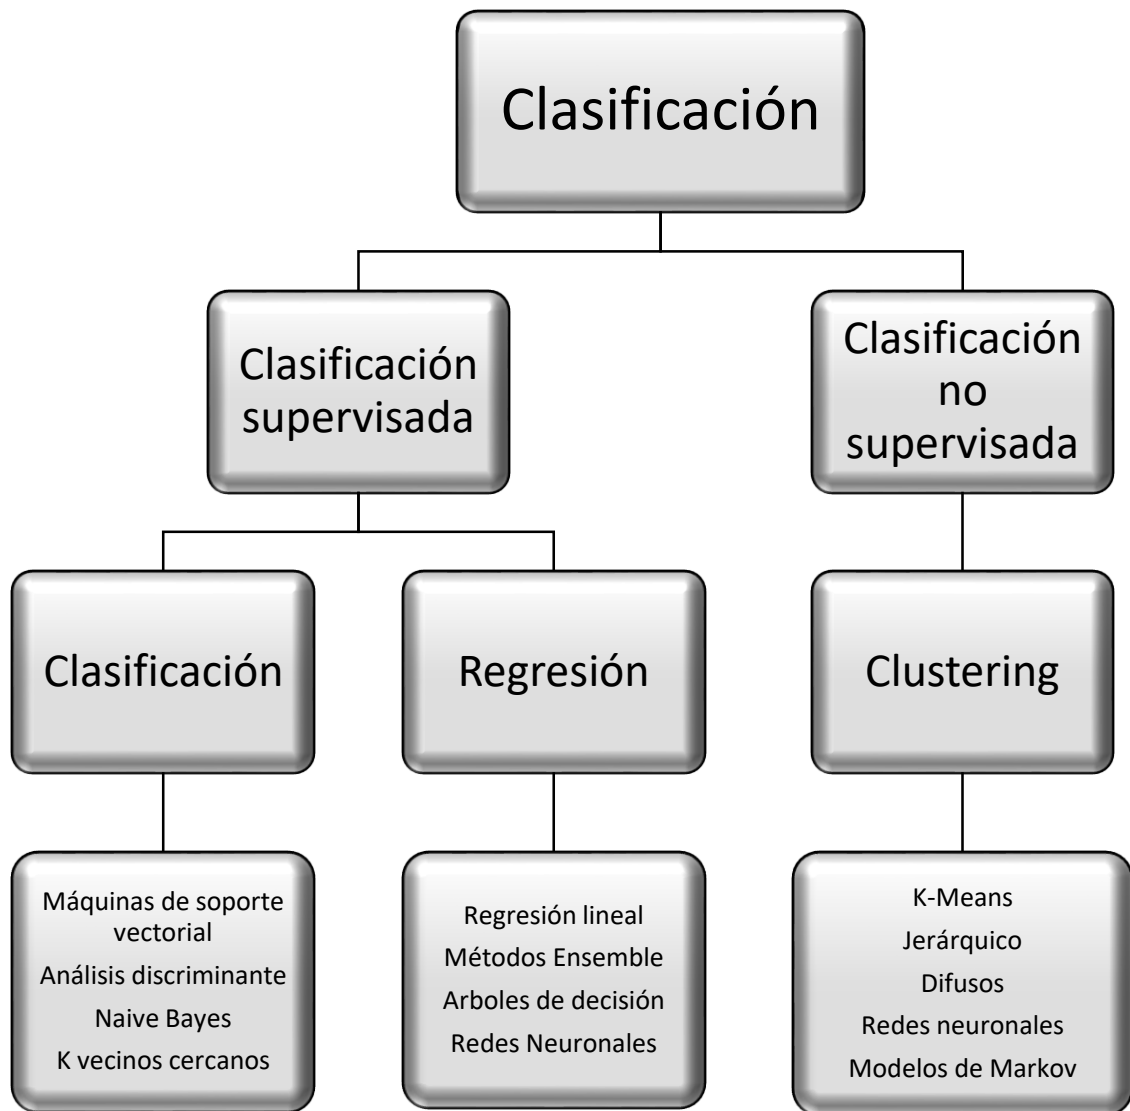 Clasificación
Clasificación
supervisada
Clasificación
no
supervisada
Clasificación
Regresión
Clustering
Máquinas de soporte
vectorial
Análisis discriminante
Naive Bayes
K vecinos cercanos
Regresión lineal
Métodos Ensemble
Arboles de decisión
Redes Neuronales
K-Means
Jerárquico
Difusos
Redes neuronales
Modelos de Markov